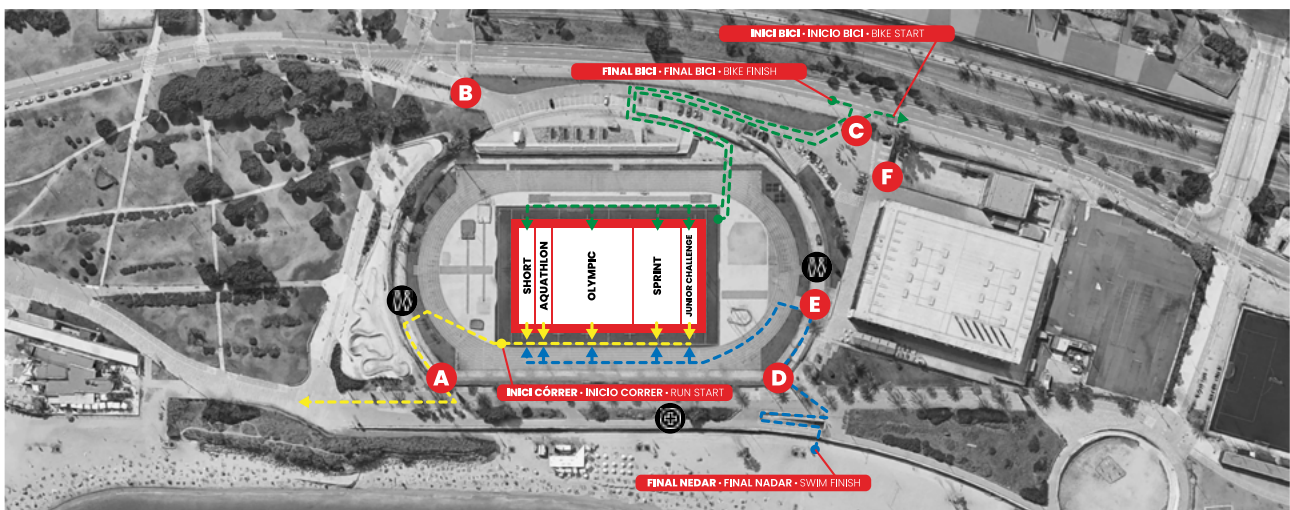 INICI BICI • INICIO BICI • BIKE START
FINAL BICI • FINAL BICI • BIKE FINISH
B
C
F
SHORT
AQUATHLON
OLYMPIC
SPRINT
JUNIOR CHALLENGE
E
A
D
INICI CÓRRER • INICIO CORRER • RUN START
FINAL NEDAR • FINAL NADAR • SWIM FINISH